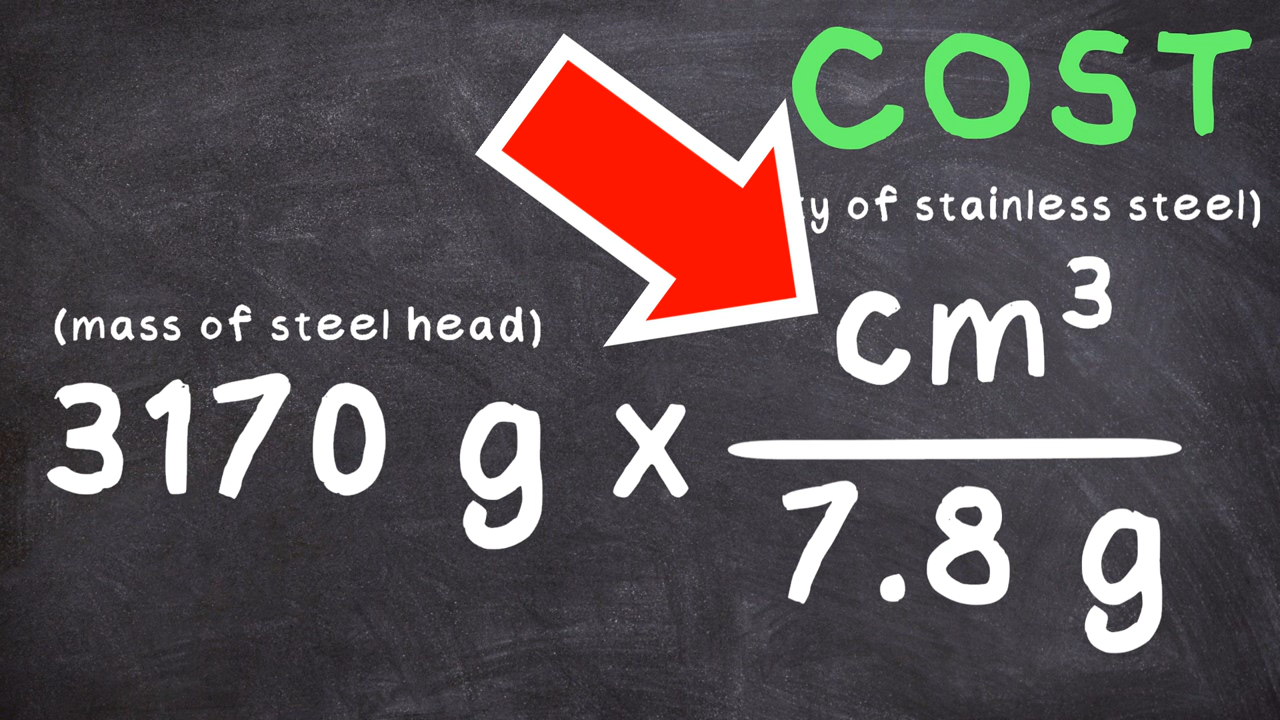 COST
of stainless steel)
cm³
(mass of steel head)
3170 g x
7.8 g